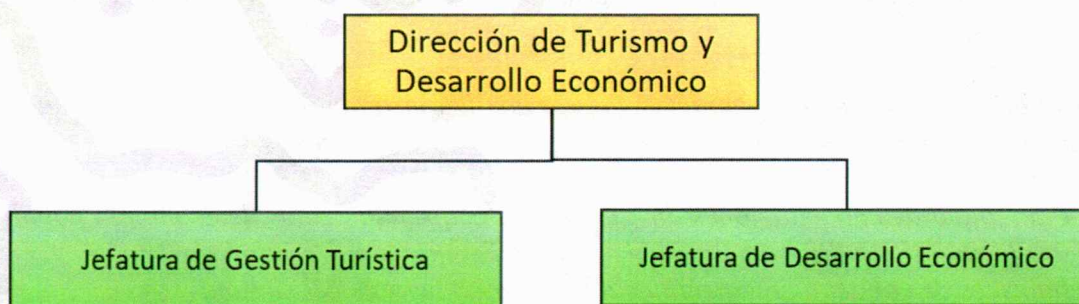 Dirección de Turismo y
Desarrollo Económico
Jefatura de Gestión Turística
Jefatura de Desarrollo Económico